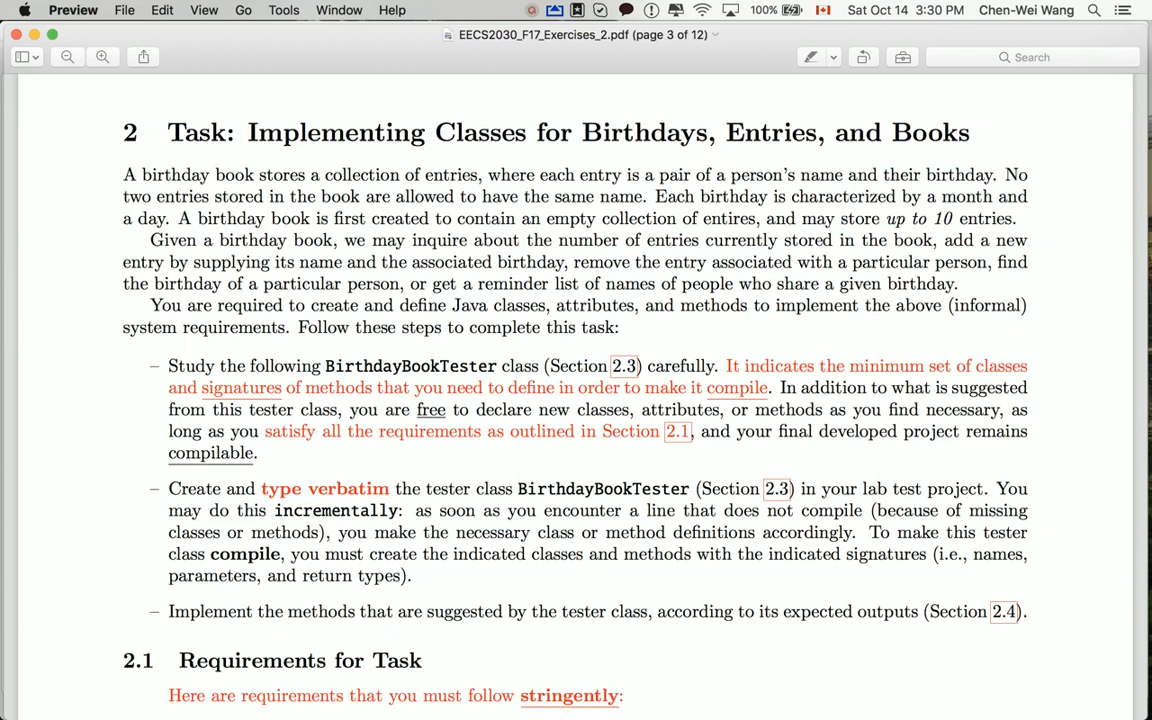 Preview File Edit View Go Tools Window Help 100% Sat Oct 14 3:30 PM Chen-Wei Wang
EECS2030_F17_Exercises_2.pdf (page 3 of 12)
Search
2 Task: Implementing Classes for Birthdays, Entries, and Books
A birthday book stores a collection of entries, where each entry is a pair of a person's name and their birthday. No
two entries stored in the book are allowed to have the same name. Each birthday is characterized by a month and
a day. A birthday book is first created to contain an empty collection of entires, and may store up to 10 entries.
Given a birthday book, we may inquire about the number of entries currently stored in the book, add a new
entry by supplying its name and the associated birthday, remove the entry associated with a particular person, find
the birthday of a particular person, or get a reminder list of names of people who share a given birthday.
You are required to create and define Java classes, attributes, and methods to implement the above (informal)
system requirements. Follow these steps to complete this task:
– Study the following BirthdayBookTester class (Section 2.3) carefully. It indicates the minimum set of classes
and signatures of methods that you need to define in order to make it compile. In addition to what is suggested
from this tester class, you are free to declare new classes, attributes, or methods as you find necessary, as
long as you satisfy all the requirements as outlined in Section 2.1, and your final developed project remains
compilable.
– Create and type verbatim the tester class BirthdayBookTester (Section 2.3) in your lab test project. You
may do this incrementally: as soon as you encounter a line that does not compile (because of missing
classes or methods), you make the necessary class or method definitions accordingly. To make this tester
class compile, you must create the indicated classes and methods with the indicated signatures (i.e., names,
parameters, and return types).
– Implement the methods that are suggested by the tester class, according to its expected outputs (Section 2.4).
2.1 Requirements for Task
Here are requirements that you must follow stringently: